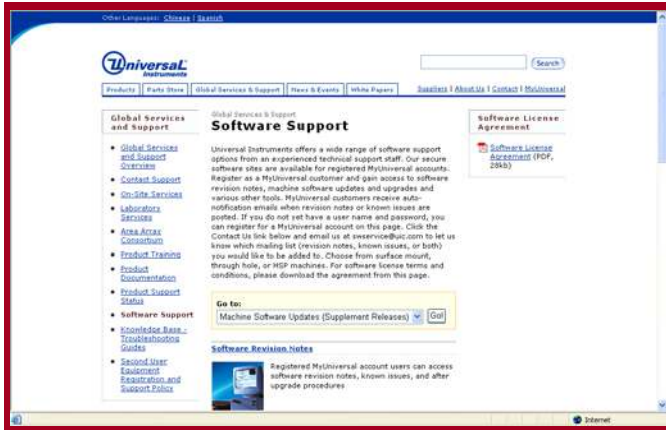 Other Languages: Chinese | Spanish
Universal
Instruments
Search
Products
Parts Store
Global Services & Support
News & Events
White Papers
Suppliers | About Us | Contact | MyUniversal
Global Services
and Support
Global Services
and Support
Overview
Contact Support
On-Site Services
Laboratory
Services
Area Array
Consortium
Product Training
Product
Documentation
Product Support
Status
Software Support
Knowledge Base -
Troubleshooting
Guides
Second User
Equipment
Registration and
Support Policy
Global Services & Support
Software Support
Universal Instruments offers a wide range of software support
options from an experienced technical support staff. Our secure
software sites are available for registered MyUniversal accounts.
Register as a MyUniversal customer and gain access to software
revision notes, machine software updates and upgrades and
various other tools. MyUniversal customers receive auto-
notification emails when revision notes or known issues are
posted. If you do not yet have a user name and password, you
can register for a MyUniversal account on this page. Click the
Contact Us link below and email us at swservice@uic.com to let us
know which mailing list (revision notes, known issues, or both)
you would like to be added to. Choose from surface mount,
through hole, or HSP machines. For software license terms and
conditions, please download the agreement from this page.
Go to:
Machine Software Updates (Supplement Releases)
Go!
Software Revision Notes
Registered MyUniversal account users can access
software revision notes, known issues, and after
upgrade procedures
Software License
Agreement
Software License
Agreement (PDF,
28kb)
Internet